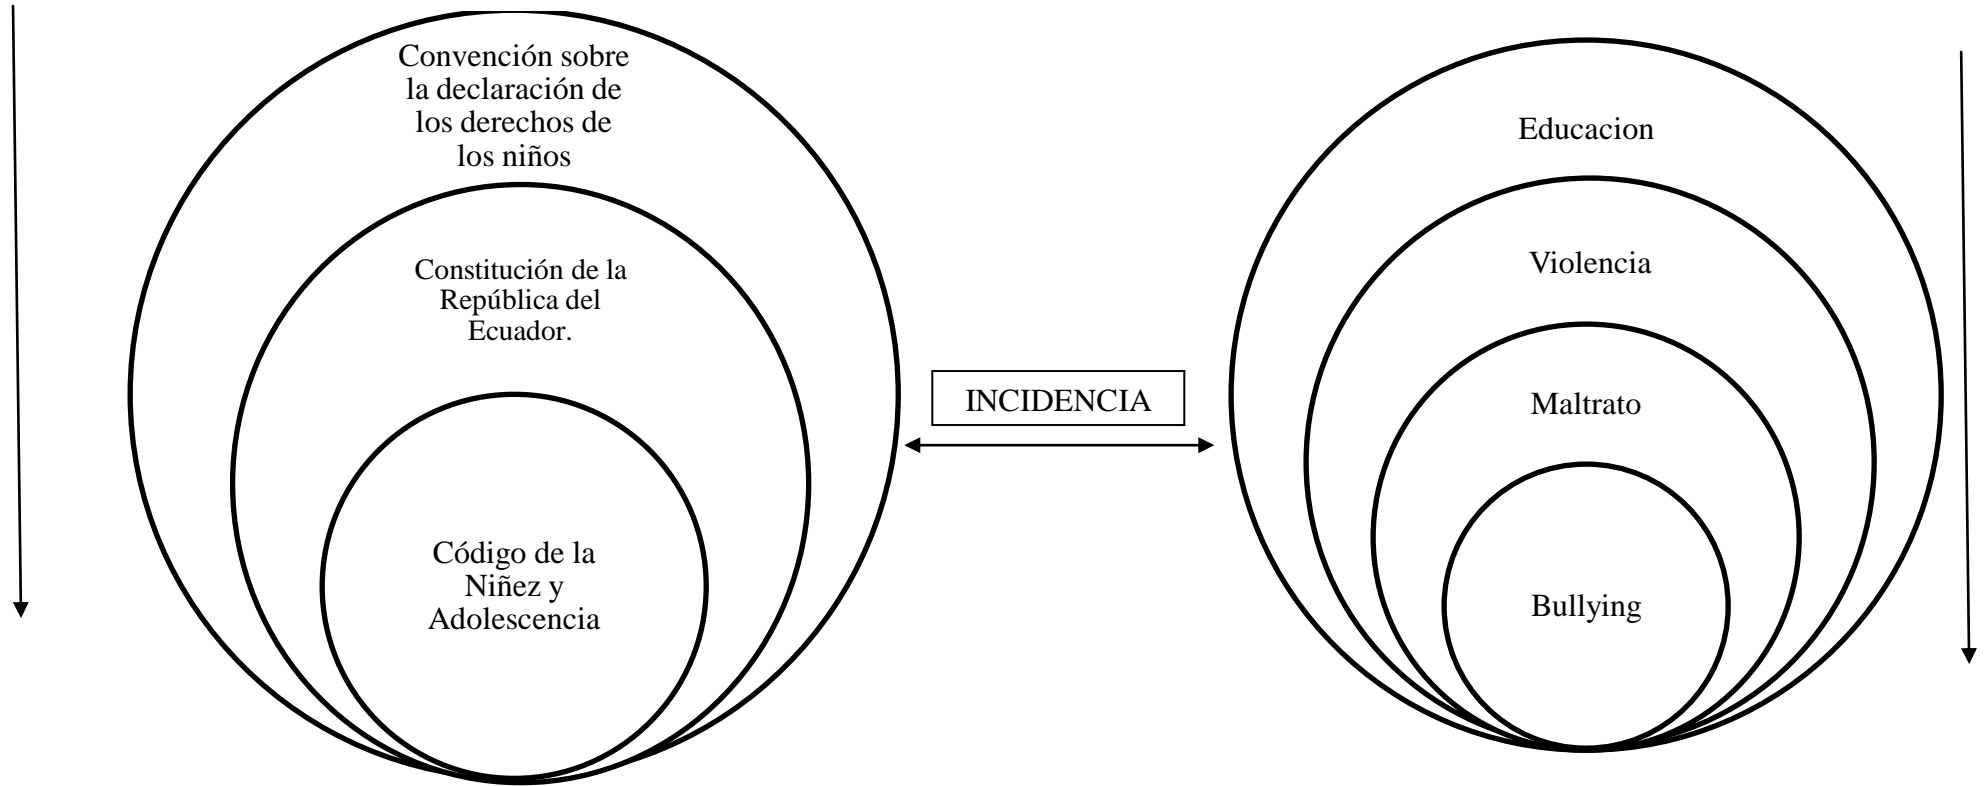 Convención sobre
la declaración de
los derechos de
los niños
Constitución de la
República del
Ecuador.
Código de la
Niñez y
Adolescencia
INCIDENCIA
Educacion
Violencia
Maltrato
Bullying